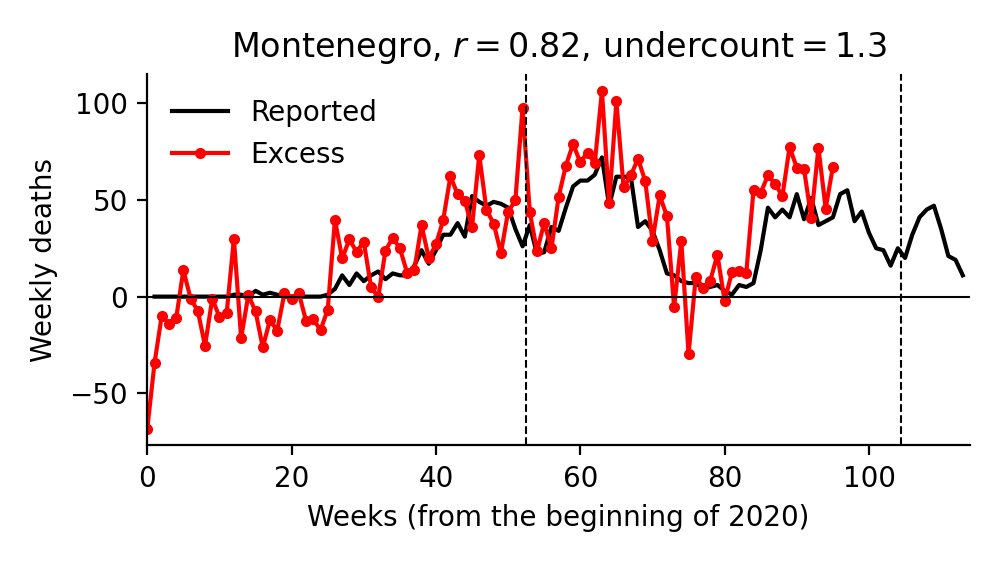 Montenegro, r = 0.82, undercount = 1.3
Reported
Excess
100
50
0
−50
Weekly deaths
0 20 40 60 80 100
Weeks (from the beginning of 2020)